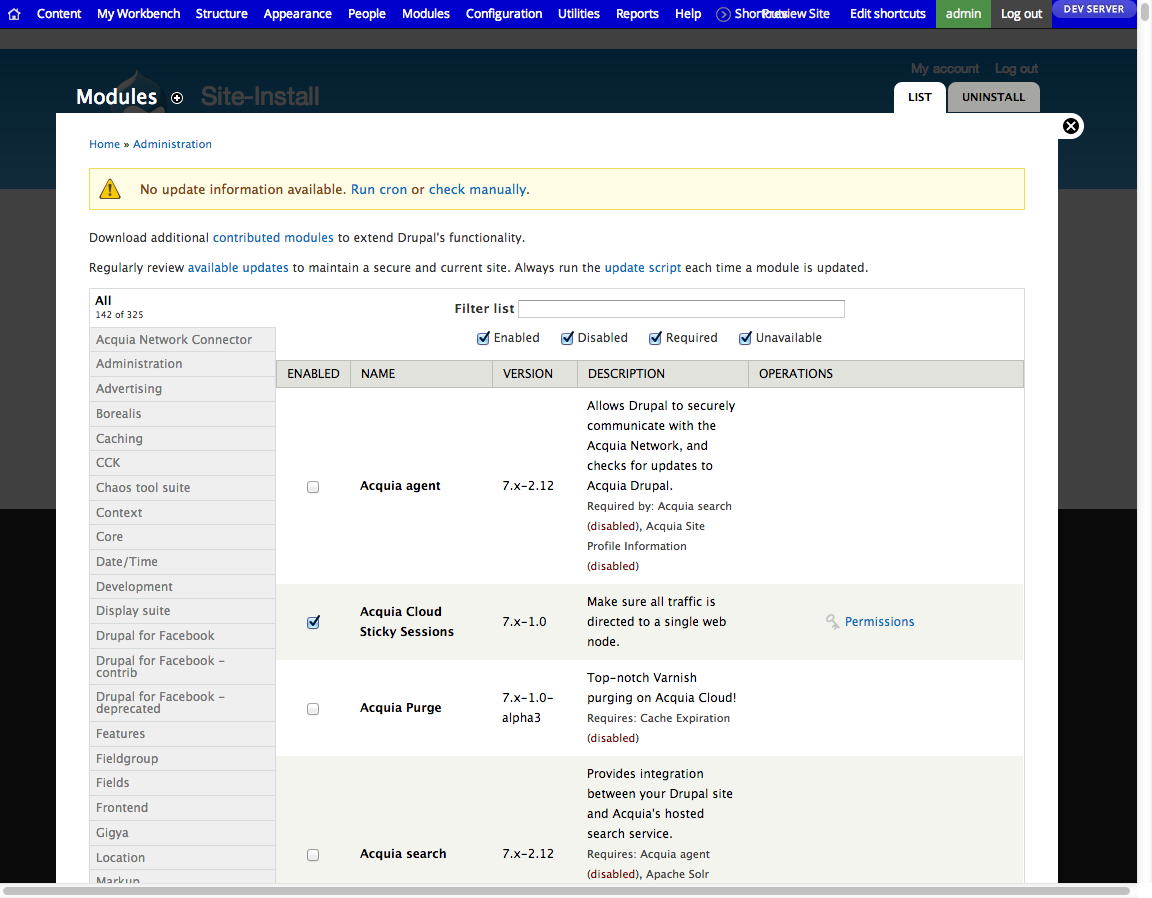 Content My Workbench Structure Appearance People Modules Configuration Utilities Reports Help Shortcuts Preview Site Edit shortcuts admin Log out DEV SERVER
My account Log out
Modules Site-Install LIST UNINSTALL
Home » Administration
No update information available. Run cron or check manually.
Download additional contributed modules to extend Drupal's functionality.
Regularly review available updates to maintain a secure and current site. Always run the update script each time a module is updated.
All
142 of 325
Acquia Network Connector
Administration
Advertising
Borealis
Caching
CCK
Chaos tool suite
Context
Core
Date/Time
Development
Display suite
Drupal for Facebook
Drupal for Facebook –
contrib
Drupal for Facebook –
deprecated
Features
Fieldgroup
Fields
Frontend
Gigya
Location
Markup
Filter list
Enabled Disabled Required Unavailable
ENABLED NAME VERSION DESCRIPTION OPERATIONS
Acquia agent
7.x-2.12
Allows Drupal to securely
communicate with the
Acquia Network, and
checks for updates to
Acquia Drupal.
Required by: Acquia search
(disabled), Acquia Site
Profile Information
(disabled)
Acquia Cloud
Sticky Sessions
7.x-1.0
Make sure all traffic is
directed to a single web
node.
Permissions
Acquia Purge
7.x-1.0-
alpha3
Top-notch Varnish
purging on Acquia Cloud!
Requires: Cache Expiration
(disabled)
Acquia search
7.x-2.12
Provides integration
between your Drupal site
and Acquia's hosted
search service.
Requires: Acquia agent
(disabled), Apache Solr